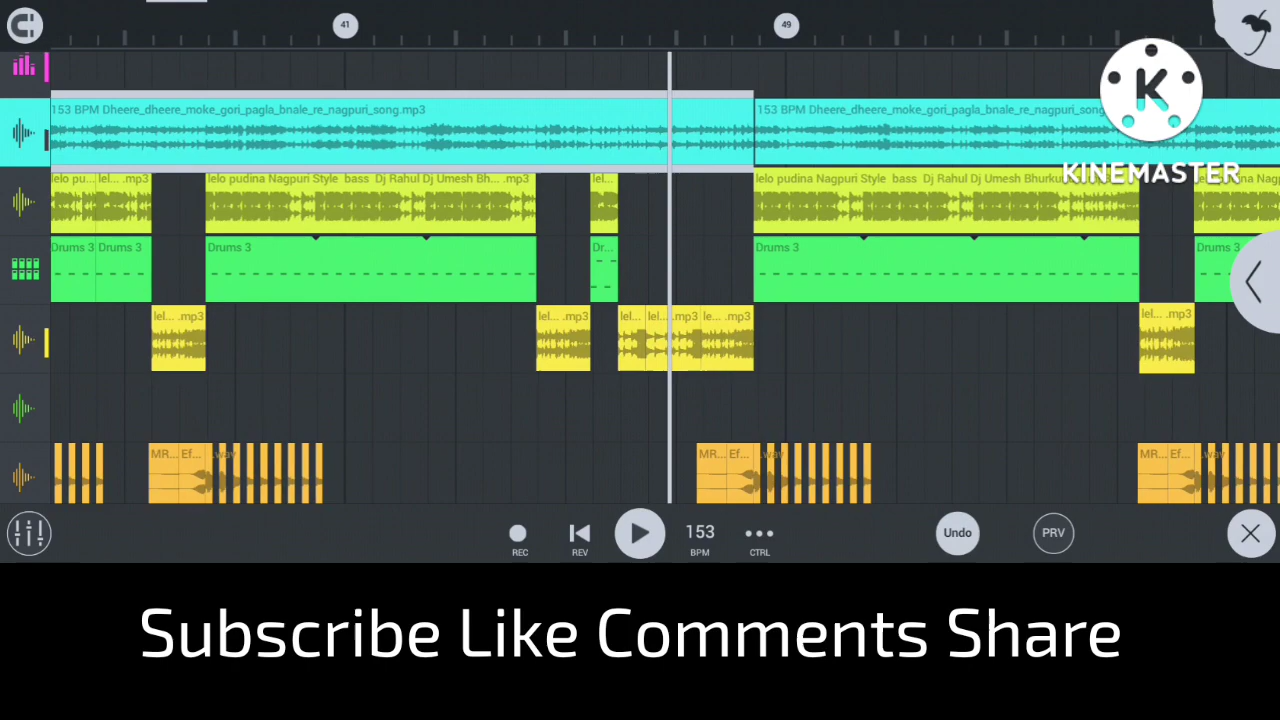 41
49
153 BPM Dheere_dheere_moke_gori_pagla_bnale_re_nagpuri_song.mp3
153 BPM Dheere_dheere_moke_gori_pagla_bnale_re_nagpuri_song
K
KINEMASTER
lelo pu... lel... .mp3
lelo pudina Nagpuri Style bass Dj Rahul Dj Umesh Bh... .mp3
lel...
lelo pudina Nagpuri Style bass Dj Rahul Dj Umesh Bhurku
Drums 3
Drums 3
Drums 3
Dr...
Drums 3
Drums 3
lel... .mp3
lel... .mp3
lel... lel... .mp3 le... .mp3
lel... .mp3
MR... Ef... .wav
MR... Ef... .wav
MR... Ef... .wav
REC
REV
153
BPM
CTRL
Undo
PRV
Subscribe Like Comments Share